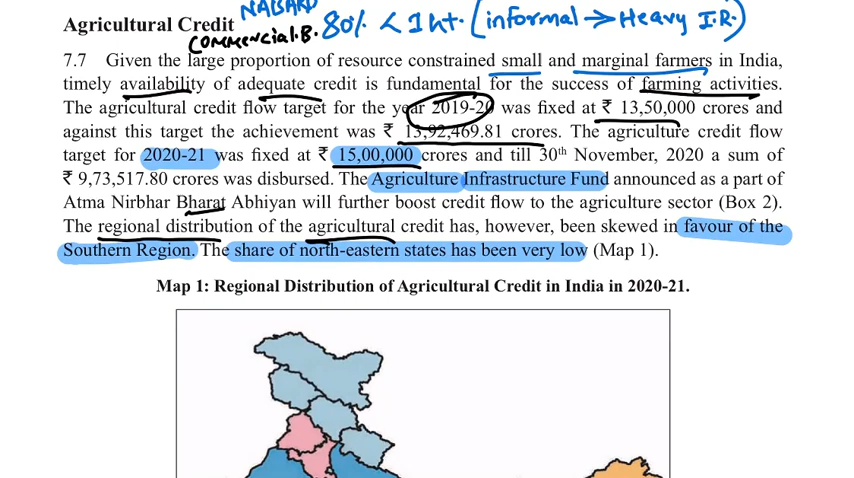 NABARD
Agricultural Credit
80% < 1 ht. (informal → Heavy I.R.)
Commercial.B.
7.7 Given the large proportion of resource constrained small and marginal farmers in India,
timely availability of adequate credit is fundamental for the success of farming activities.
The agricultural credit flow target for the year 2019-20 was fixed at ₹ 13,50,000 crores and
against this target the achievement was ₹ 13,92,469.81 crores. The agriculture credit flow
target for 2020-21 was fixed at ₹ 15,00,000 crores and till 30th November, 2020 a sum of
₹ 9,73,517.80 crores was disbursed. The Agriculture Infrastructure Fund announced as a part of
Atma Nirbhar Bharat Abhiyan will further boost credit flow to the agriculture sector (Box 2).
The regional distribution of the agricultural credit has, however, been skewed in favour of the
Southern Region. The share of north-eastern states has been very low (Map 1).
Map 1: Regional Distribution of Agricultural Credit in India in 2020-21.